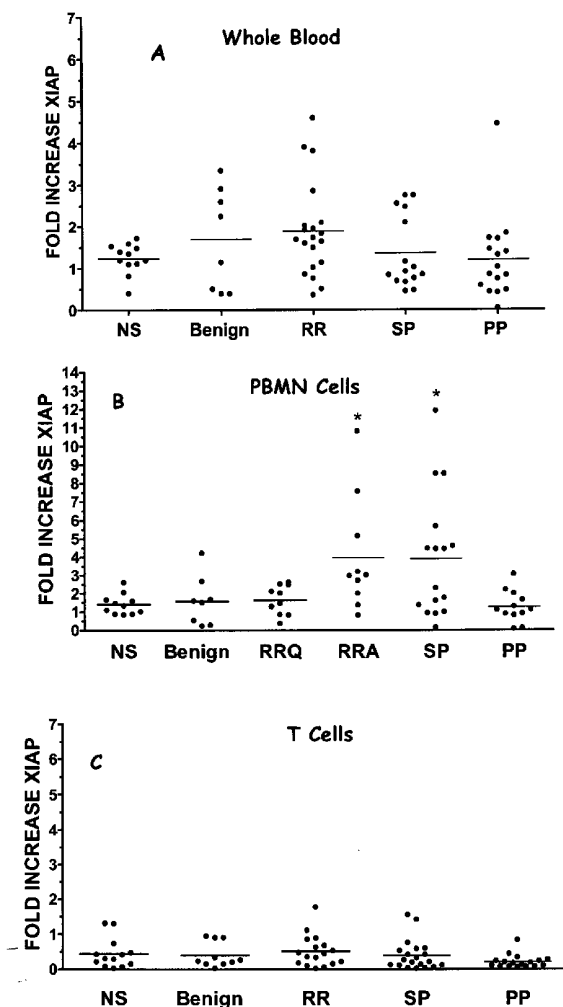 A
Whole Blood
FOLD INCREASE XIAP
7
6
5
4
3
2
1
0
NS Benign RR SP PP
B
PBMN Cells
FOLD INCREASE XIAP
14
13
12
11
10
9
8
7
6
5
4
3
2
1
0
* *
NS Benign RRQ RRA SP PP
C
T Cells
FOLD INCREASE XIAP
7
6
5
4
3
2
1
0
NS Benign RR SP PP